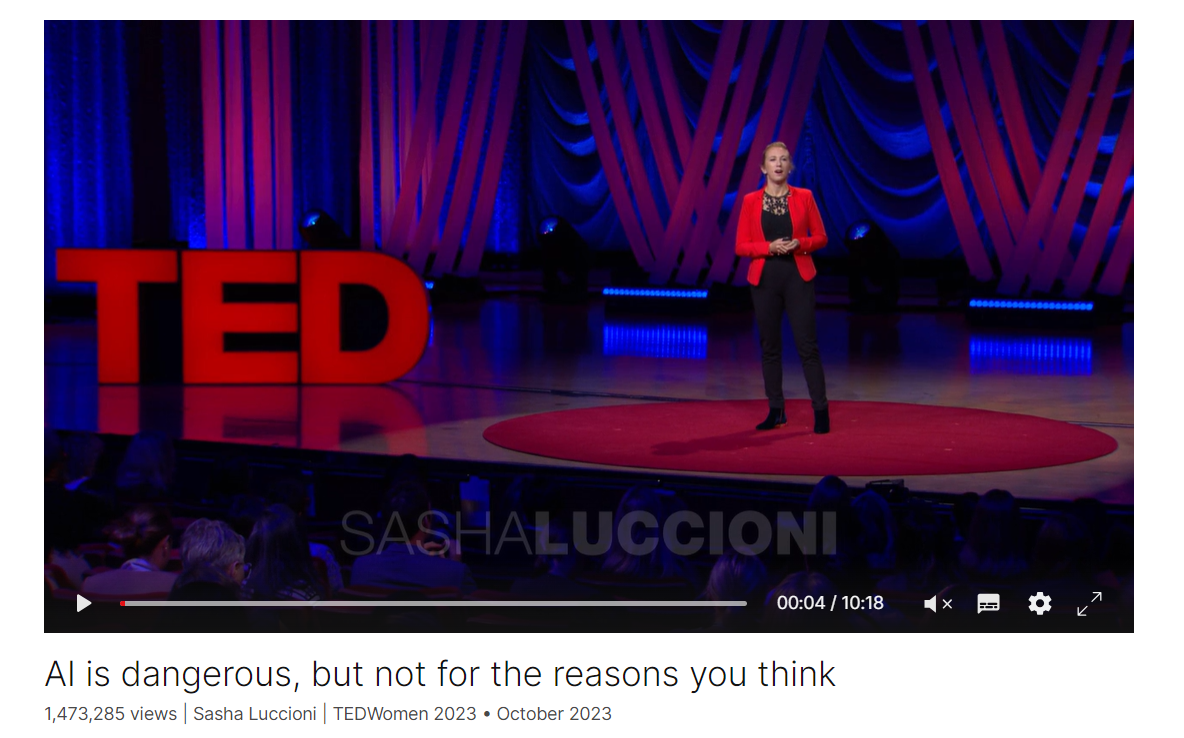 TED
SASHALUCCIONI
00:04 / 10:18
AI is dangerous, but not for the reasons you think
1,473,285 views | Sasha Luccioni | TEDWomen 2023 • October 2023